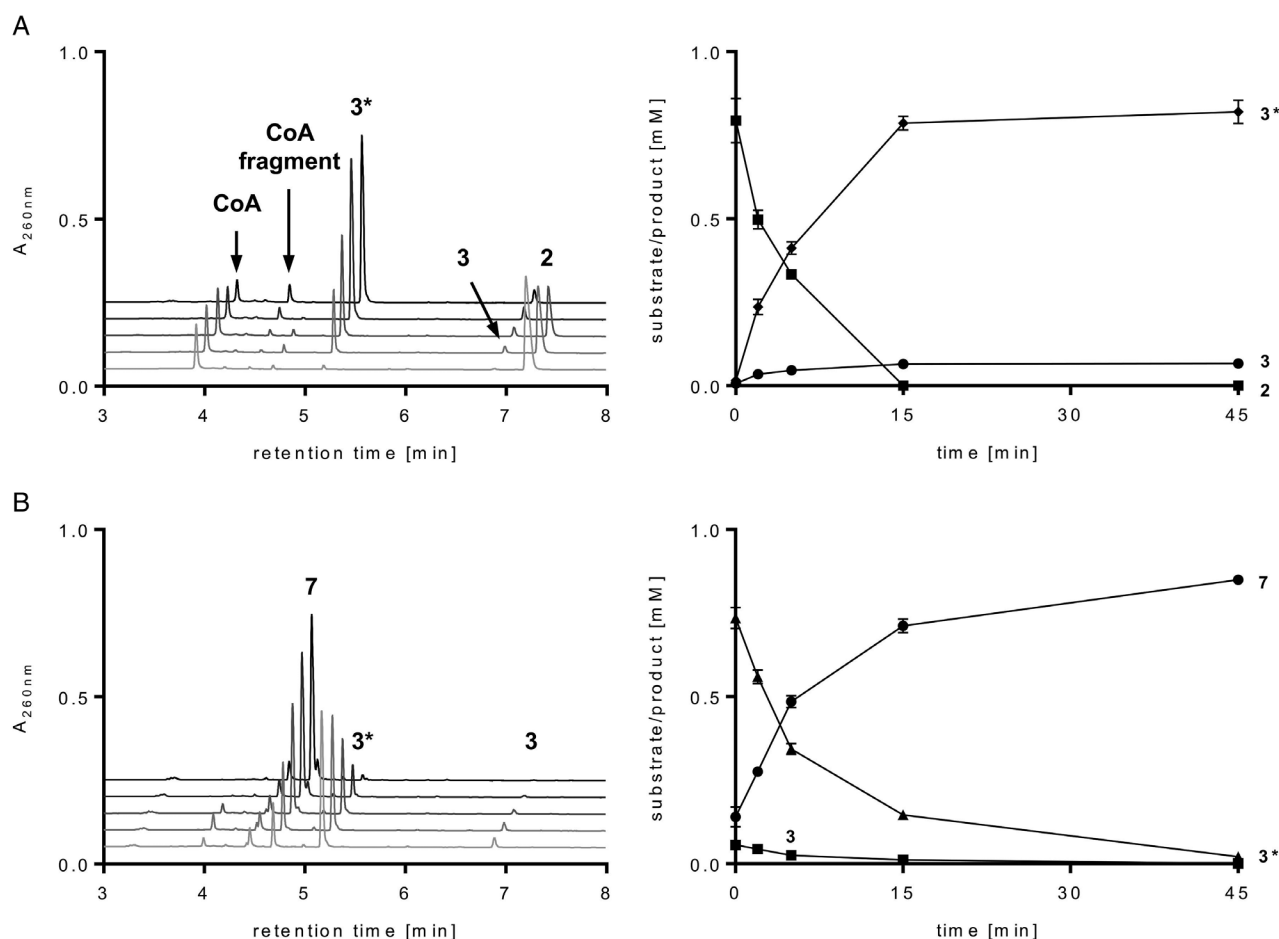 A
1.0
0.5
0.0
A260nm
3 4 5 6 7 8
retention time [min]
CoA
CoA
fragment
3*
3
2
1.0
0.5
0.0
substrate/product [mM]
0 15 30 45
time [min]
3*
3
2
B
1.0
0.5
0.0
A260nm
3 4 5 6 7 8
retention time [min]
7
3*
3
1.0
0.5
0.0
substrate/product [mM]
0 15 30 45
time [min]
7
3
3*